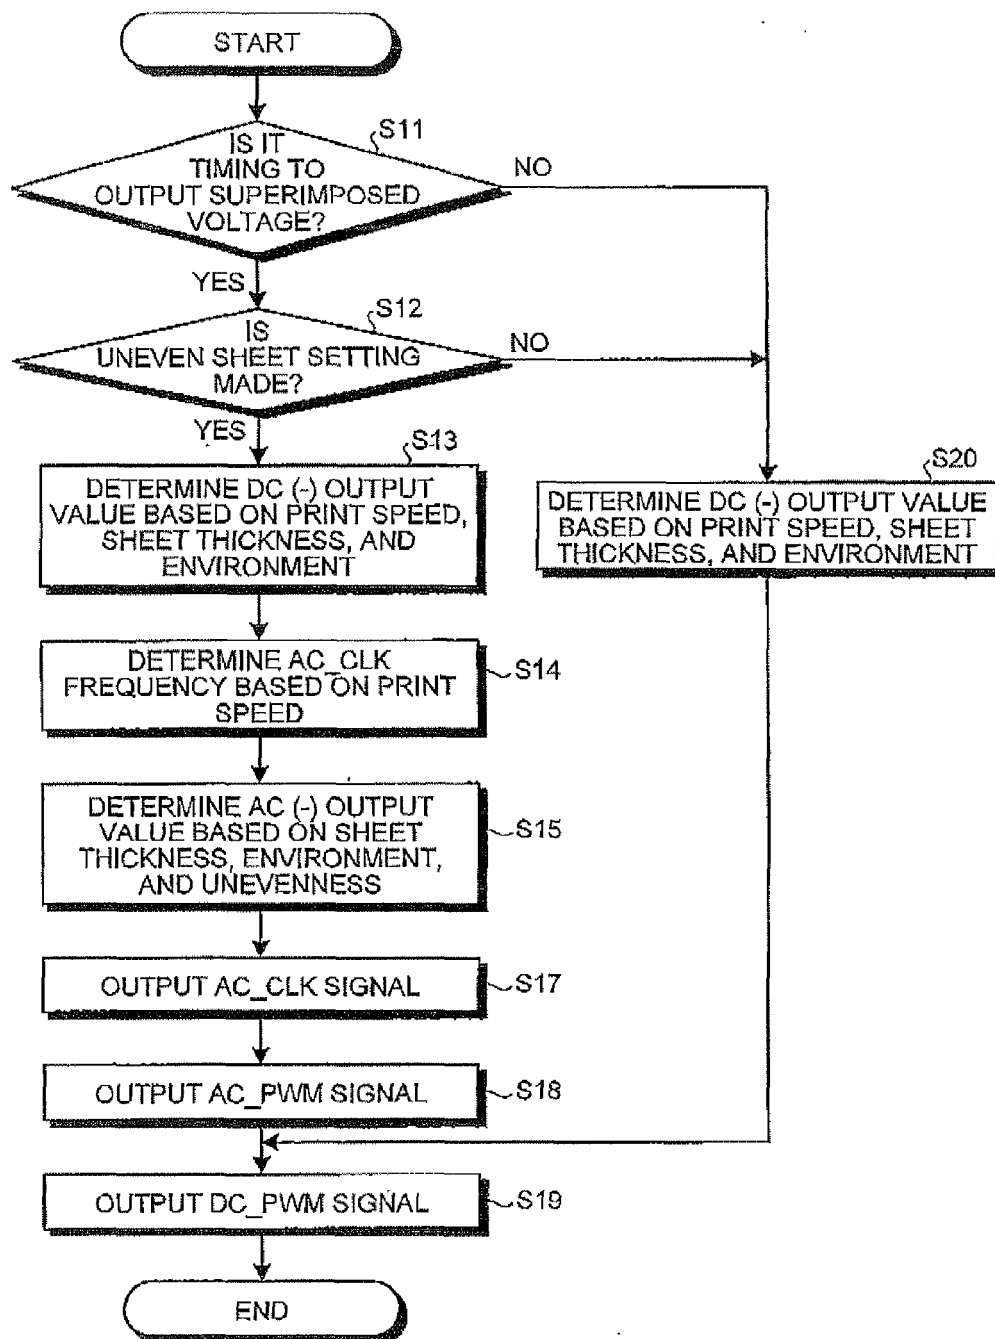 START
S11
IS IT
TIMING TO
OUTPUT SUPERIMPOSED
VOLTAGE?
NO
YES
S12
IS
UNEVEN SHEET SETTING
MADE?
NO
YES
S13
DETERMINE DC (-) OUTPUT
VALUE BASED ON PRINT SPEED,
SHEET THICKNESS, AND
ENVIRONMENT
S20
DETERMINE DC (-) OUTPUT VALUE
BASED ON PRINT SPEED, SHEET
THICKNESS, AND ENVIRONMENT
DETERMINE AC_CLK
FREQUENCY BASED ON PRINT
SPEED
S14
DETERMINE AC (-) OUTPUT
VALUE BASED ON SHEET
THICKNESS, ENVIRONMENT,
AND UNEVENNESS
S15
OUTPUT AC_CLK SIGNAL
S17
OUTPUT AC_PWM SIGNAL
S18
OUTPUT DC_PWM SIGNAL
S19
END